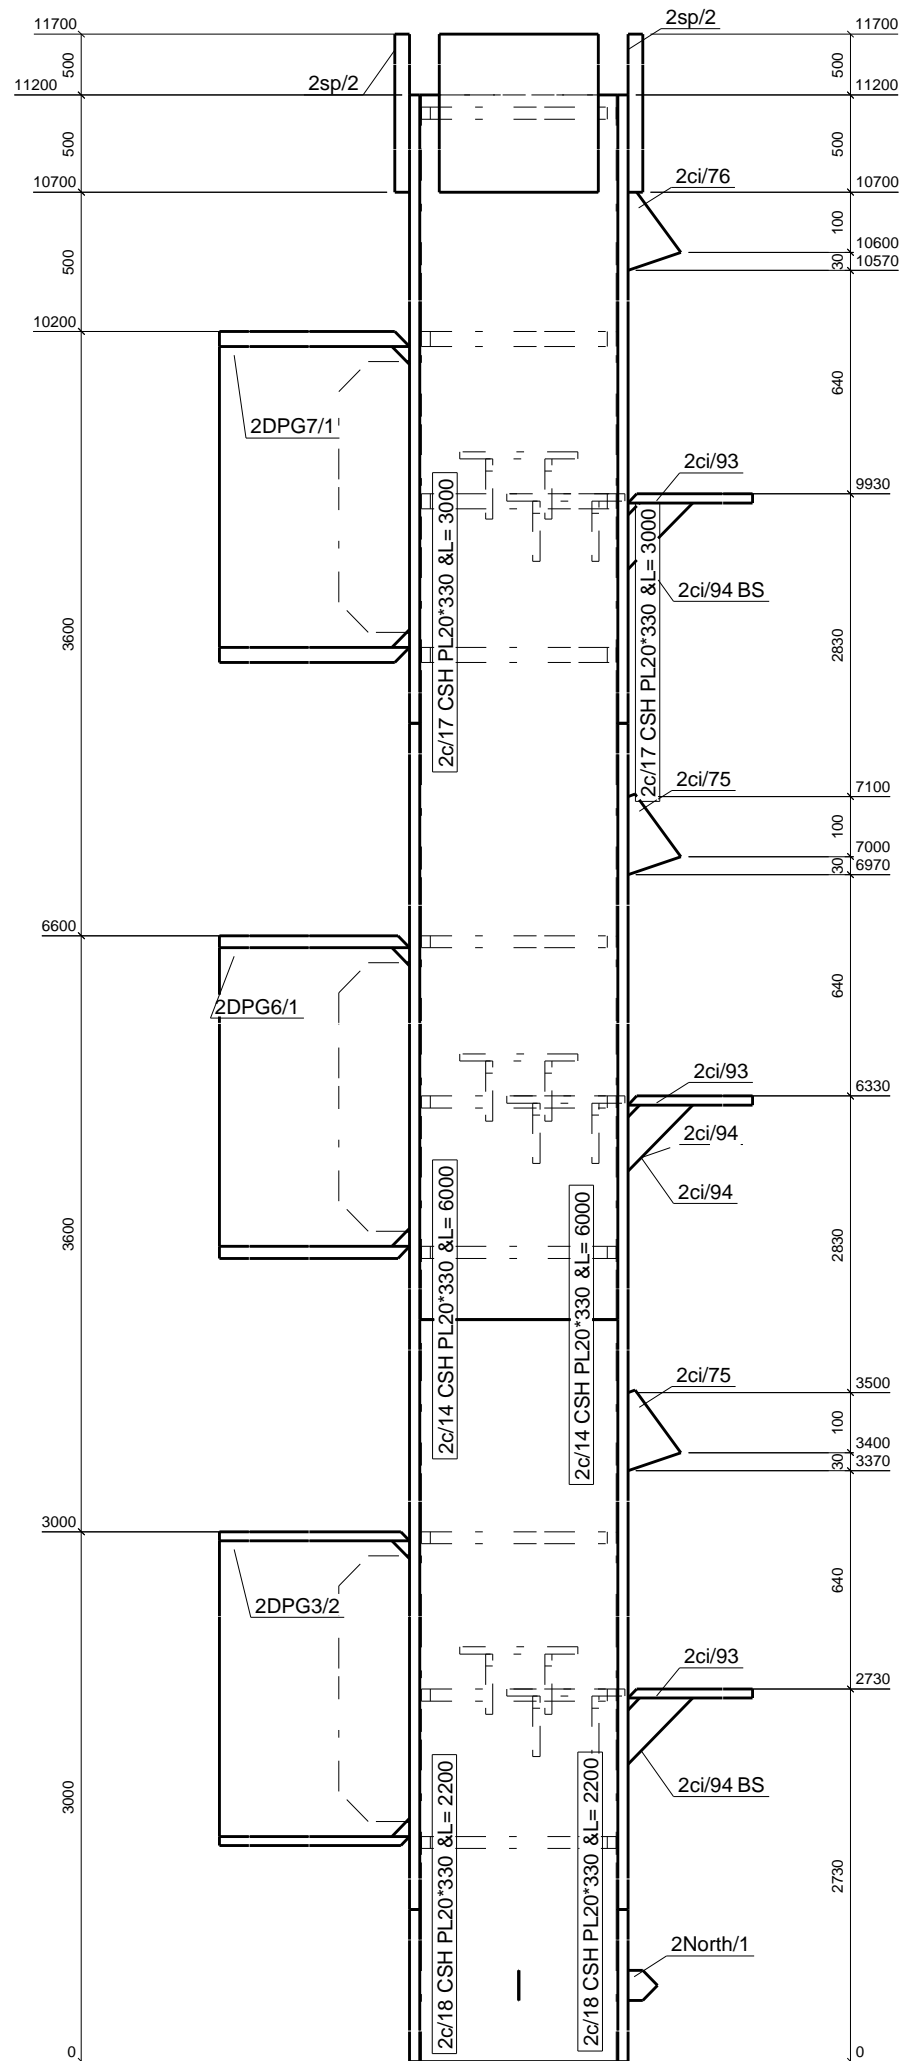 11700
2sp/2
11700
500
2sp/2
500
11200
11200
500
500
10700
2ci/76
10700
100
10600
500
30
10570
10200
640
2DPG7/1
2ci/93
9930
2c/17 CSH PL20*330 &L= 3000
2c/17 CSH PL20*330 &L= 3000
2ci/94 BS
3600
2830
2ci/75
7100
100
7000
30
6970
6600
640
2DPG6/1
2ci/93
6330
2ci/94
2ci/94
2c/14 CSH PL20*330 &L= 6000
2c/14 CSH PL20*330 &L= 6000
3600
2830
2ci/75
3500
100
3400
30
3370
3000
640
2DPG3/2
2ci/93
2730
2ci/94 BS
3000
2c/18 CSH PL20*330 &L= 2200
2c/18 CSH PL20*330 &L= 2200
2730
2North/1
0
0